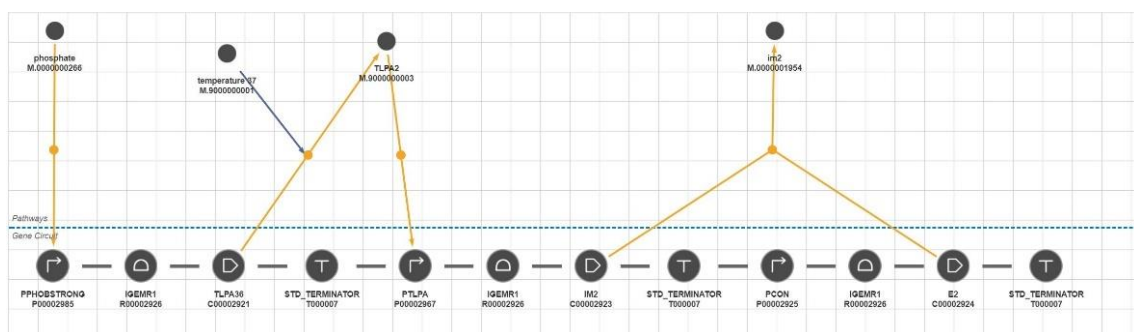 phosphate
M.0000000266
temperature 37
M.9000000001
TLPA2
M.9000000003
im2
M.0000001954
Pathways
Gene Circuit
PPHOBSTRONG
P00002985
IGEMR1
R00002926
TLPA36
C00002921
STD_TERMINATOR
T000007
PTLPA
P00002967
IGEMR1
R00002926
IM2
C00002923
STD_TERMINATOR
T000007
PCON
P00002925
IGEMR1
R00002926
E2
C00002924
STD_TERMINATOR
T000007